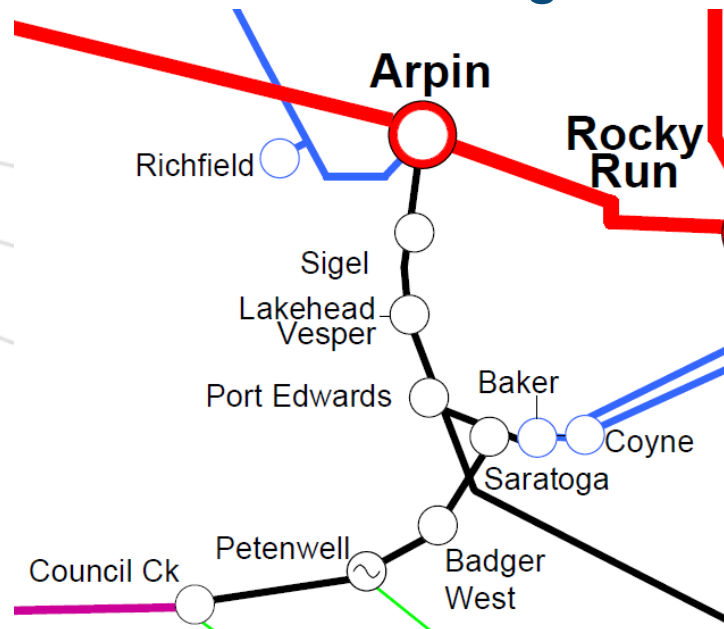 Arpin
Rocky
Run
Richfield
Sigel
Lakehead
Vesper
Port Edwards
Baker
Coyne
Saratoga
Petenwell
Badger
West
Council Ck